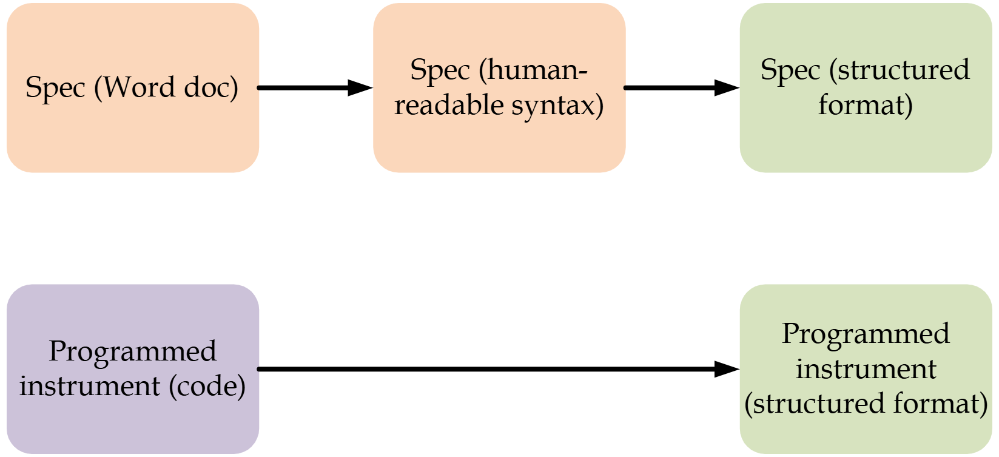 Spec (Word doc)
Spec (human-
readable syntax)
Spec (structured
format)
Programmed
instrument (code)
Programmed
instrument
(structured format)